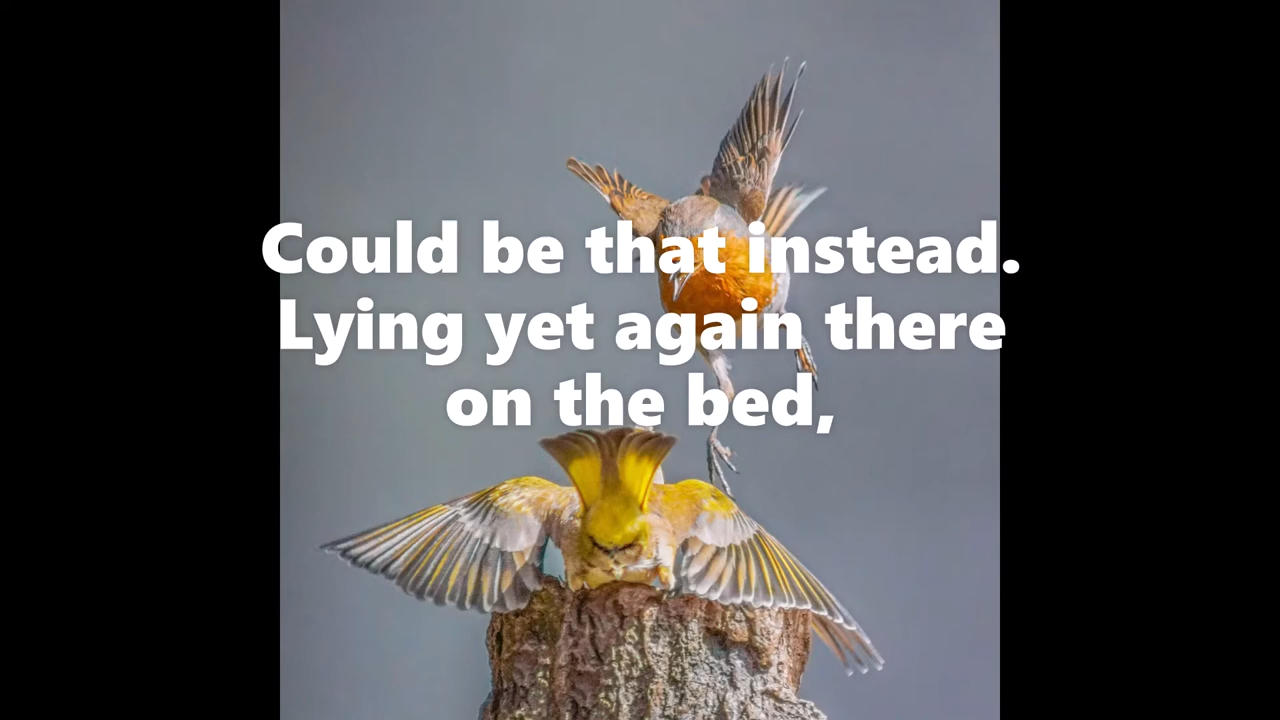 Could be that instead.
Lying yet again there
on the bed,